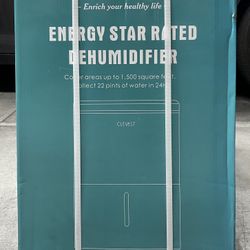 – Enrich your healthy life
ENERGY STAR RATED
DEHUMIDIFIER
Cover areas up to 1,500 square feet,
collect 22 pints of water in 24H
CLEVAST